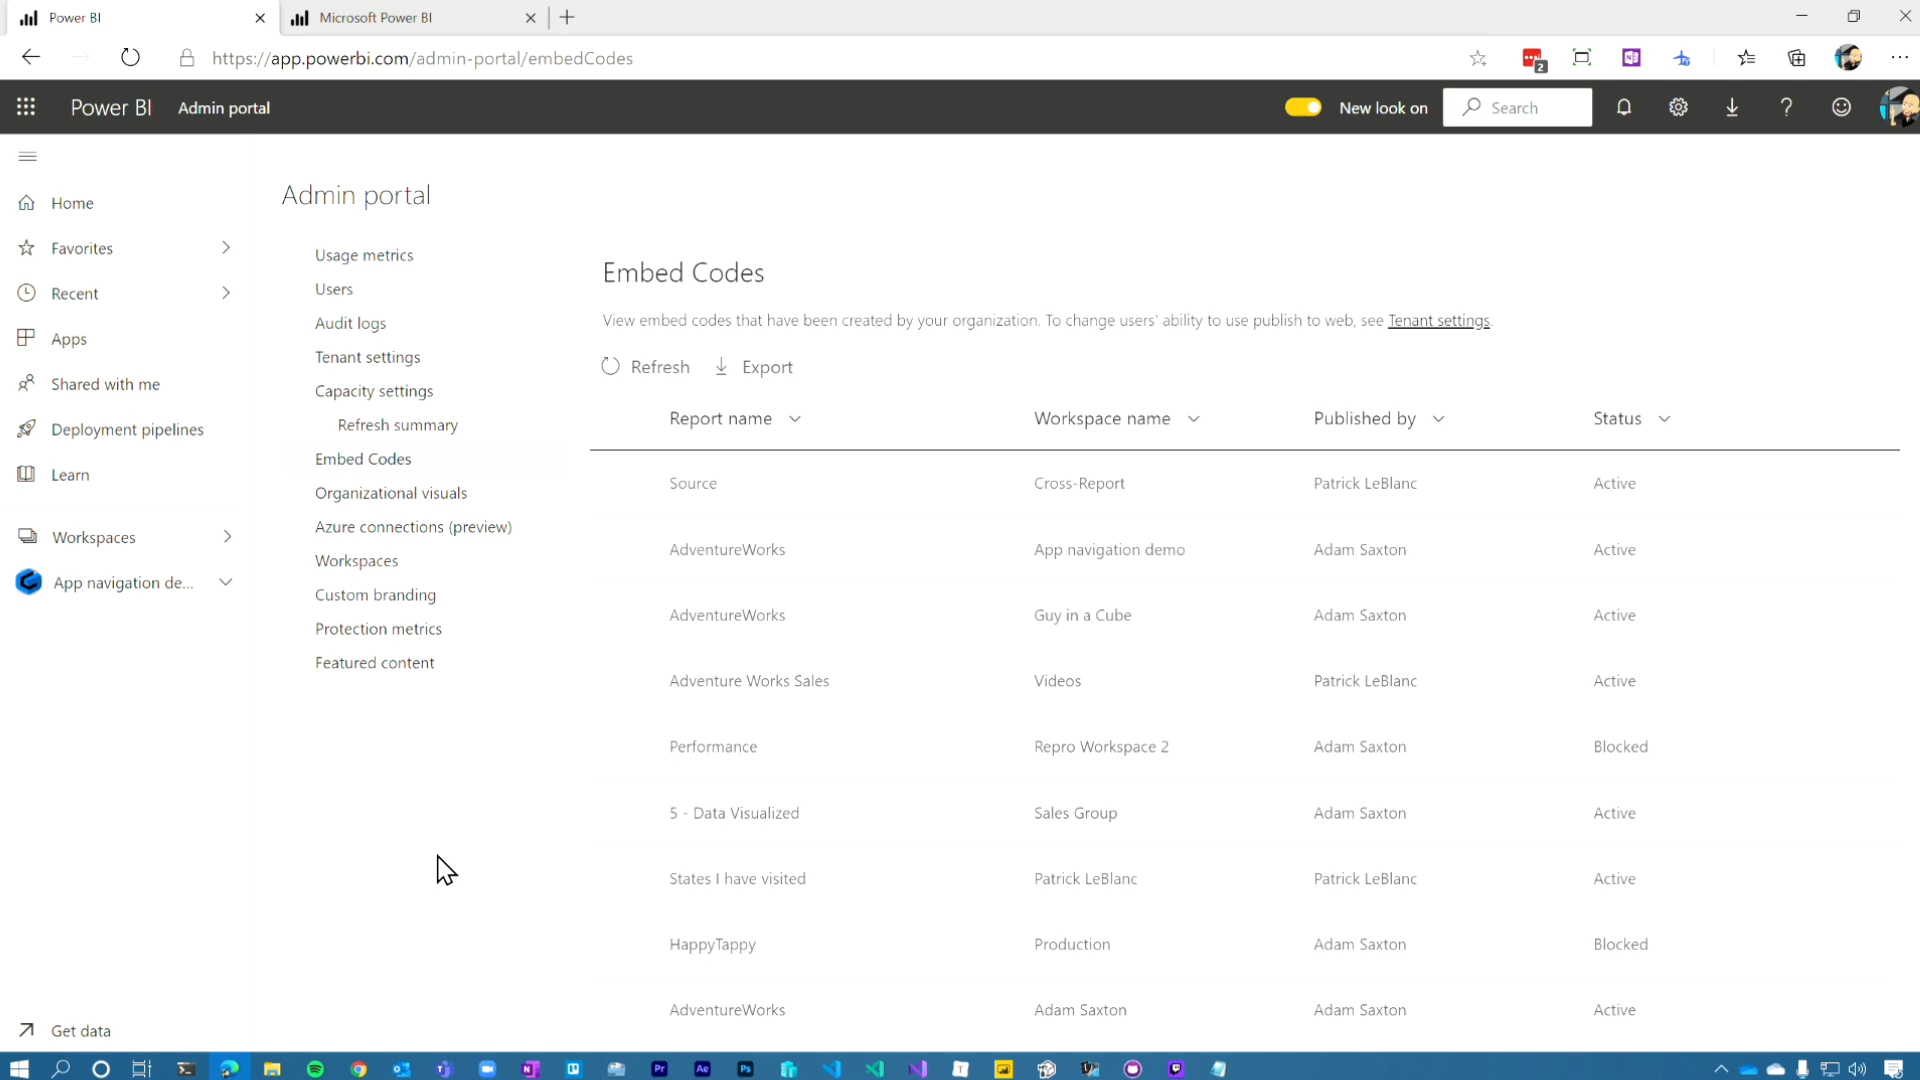 Power BI
Microsoft Power BI
https://app.powerbi.com/admin-portal/embedCodes
2
Power BI
Admin portal
New look on
Search
Home
Favorites
Recent
Apps
Shared with me
Deployment pipelines
Learn
Workspaces
App navigation de...
Get data
Admin portal
Usage metrics
Users
Audit logs
Tenant settings
Capacity settings
Refresh summary
Embed Codes
Organizational visuals
Azure connections (preview)
Workspaces
Custom branding
Protection metrics
Featured content
Embed Codes
View embed codes that have been created by your organization. To change users' ability to use publish to web, see Tenant settings.
Refresh Export
Report name Workspace name Published by Status
Source Cross-Report Patrick LeBlanc Active
AdventureWorks App navigation demo Adam Saxton Active
AdventureWorks Guy in a Cube Adam Saxton Active
Adventure Works Sales Videos Patrick LeBlanc Active
Performance Repro Workspace 2 Adam Saxton Blocked
5 - Data Visualized Sales Group Adam Saxton Active
States I have visited Patrick LeBlanc Patrick LeBlanc Active
HappyTappy Production Adam Saxton Blocked
AdventureWorks Adam Saxton Adam Saxton Active